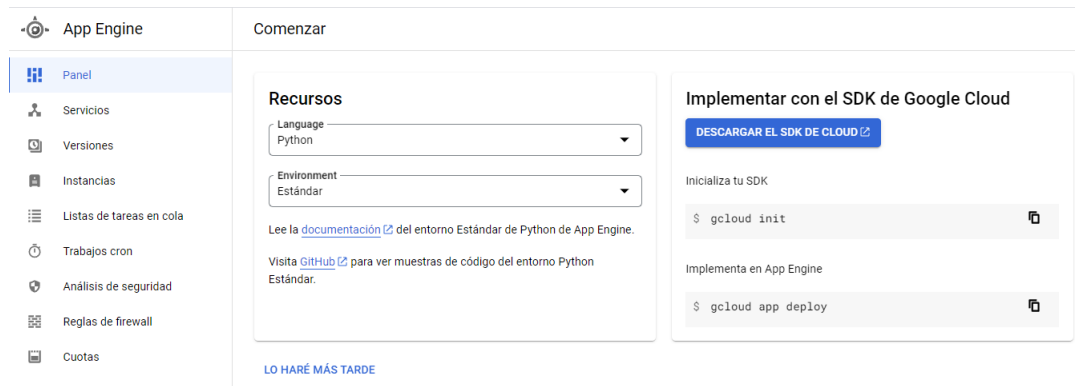 App Engine
Comenzar
Panel
Servicios
Versiones
Instancias
Listas de tareas en cola
Trabajos cron
Análisis de seguridad
Reglas de firewall
Cuotas
Recursos
Language
Python
Environment
Estándar
Lee la documentación del entorno Estándar de Python de App Engine.
Visita GitHub para ver muestras de código del entorno Python
Estándar.
LO HARÉ MÁS TARDE
Implementar con el SDK de Google Cloud
DESCARGAR EL SDK DE CLOUD
Inicializa tu SDK
$ gcloud init
Implementa en App Engine
$ gcloud app deploy